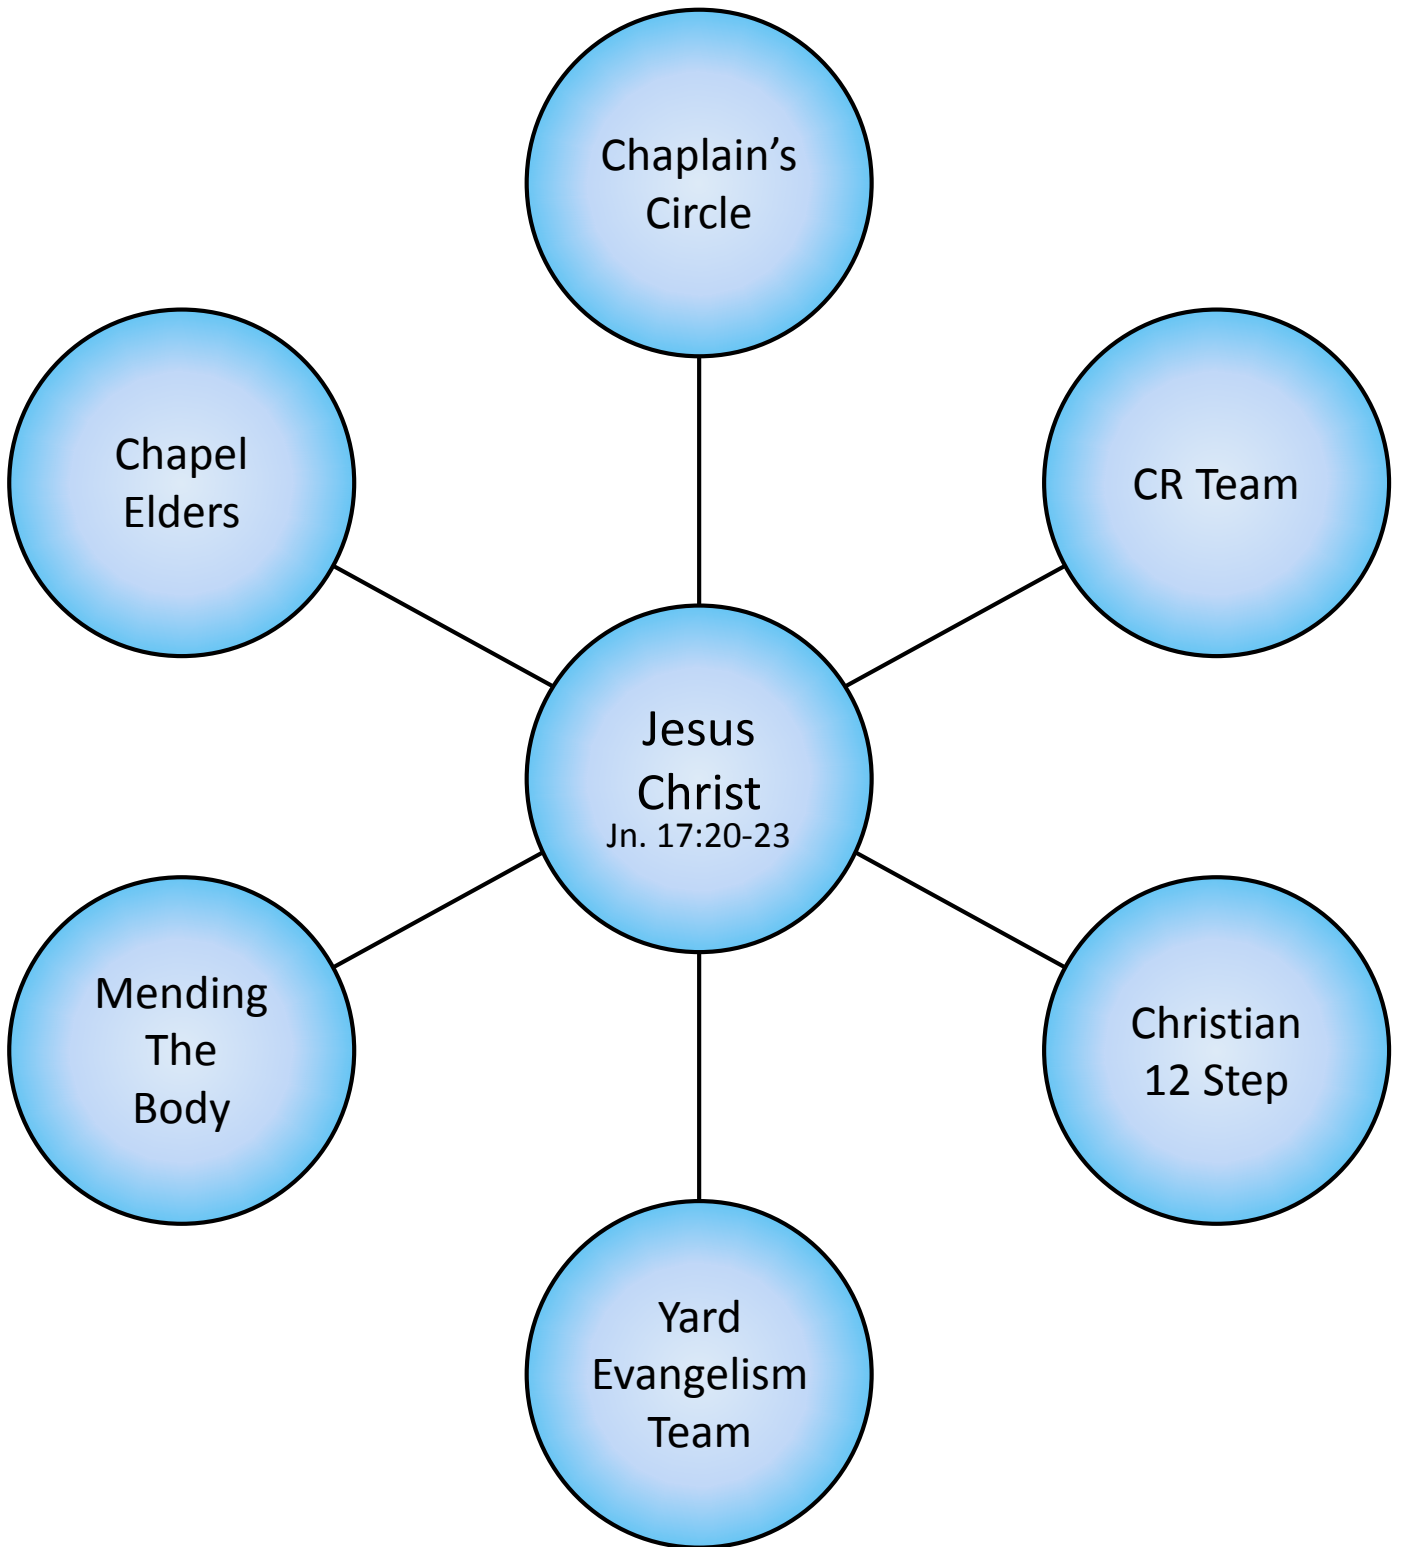 Chaplain’s
Circle
Chapel
Elders
CR Team
Jesus
Christ
Jn. 17:20-23
Mending
The
Body
Christian
12 Step
Yard
Evangelism
Team